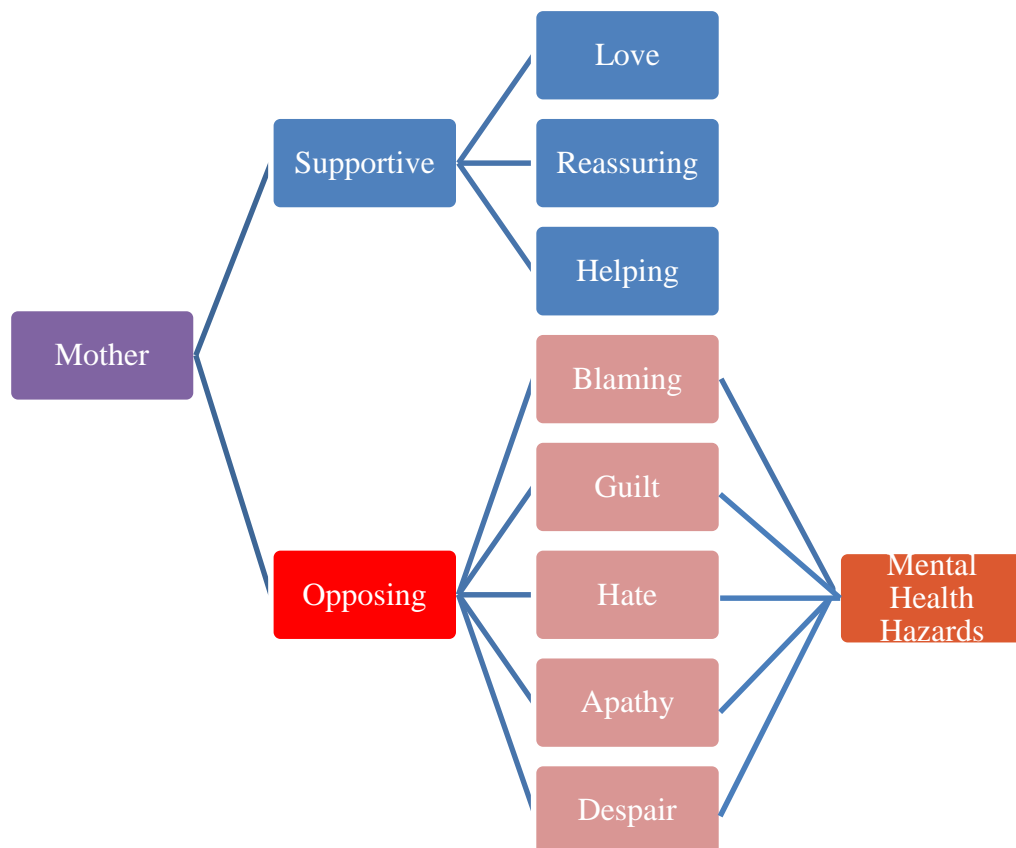 Love
Supportive
Reassuring
Helping
Mother
Blaming
Guilt
Opposing
Hate
Mental
Health
Hazards
Apathy
Despair